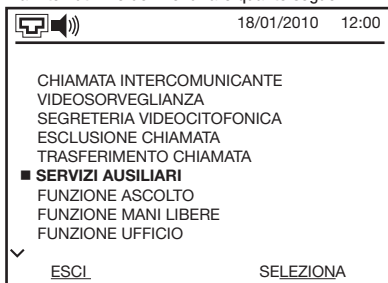 18/01/2010 12:00
CHIAMATA INTERCOMUNICANTE
VIDEOSORVEGLIANZA
SEGRETERIA VIDEOCITOFONICA
ESCLUSIONE CHIAMATA
TRASFERIMENTO CHIAMATA
SERVIZI AUSILIARI
FUNZIONE ASCOLTO
FUNZIONE MANI LIBERE
FUNZIONE UFFICIO
ESCI SELEZIONA